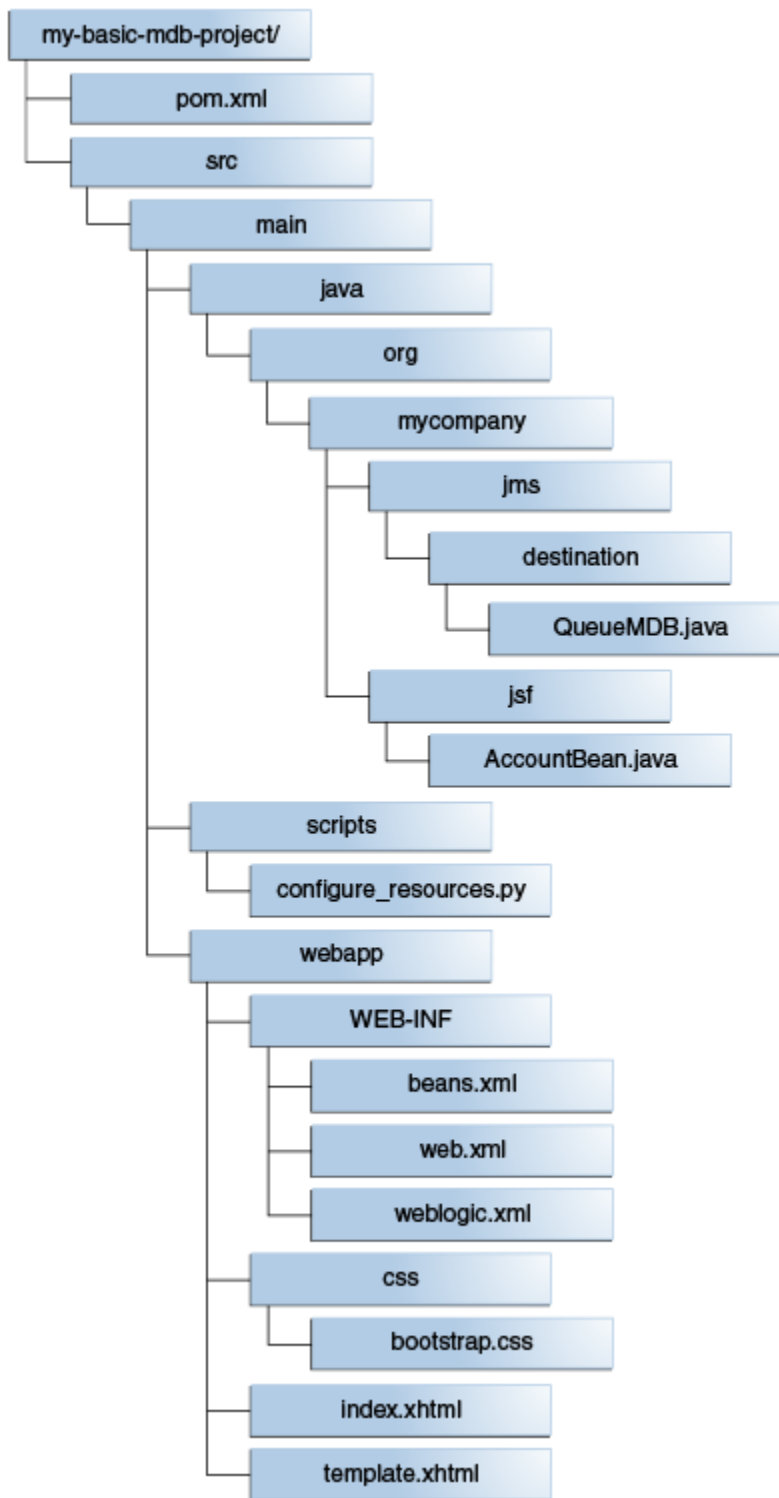 my-basic-mdb-project/
pom.xml
src
main
java
org
mycompany
jms
destination
QueueMDB.java
jsf
AccountBean.java
scripts
configure_resources.py
webapp
WEB-INF
beans.xml
web.xml
weblogic.xml
css
bootstrap.css
index.xhtml
template.xhtml